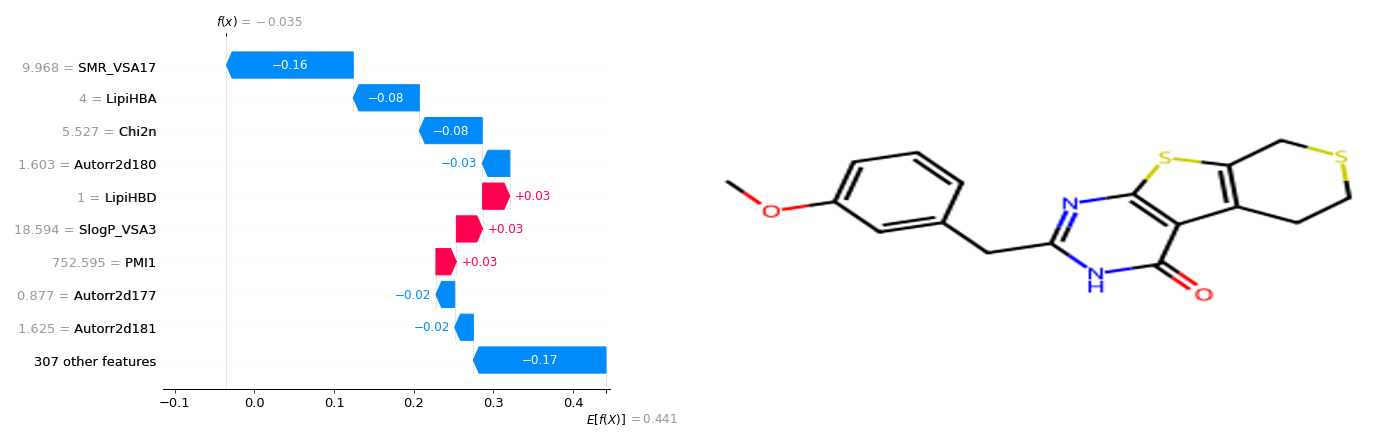 f(x) = −0.035
9.968 = SMR_VSA17
−0.16
4 = LipiHBA
−0.08
5.527 = Chi2n
−0.08
1.603 = Autorr2d180
−0.03
1 = LipiHBD
+0.03
18.594 = SlogP_VSA3
+0.03
752.595 = PMI1
+0.03
0.877 = Autorr2d177
−0.02
1.625 = Autorr2d181
−0.02
307 other features
−0.17
−0.1 0.0 0.1 0.2 0.3 0.4
E[f(X)] = 0.441
O
N
N
H
O
S
S